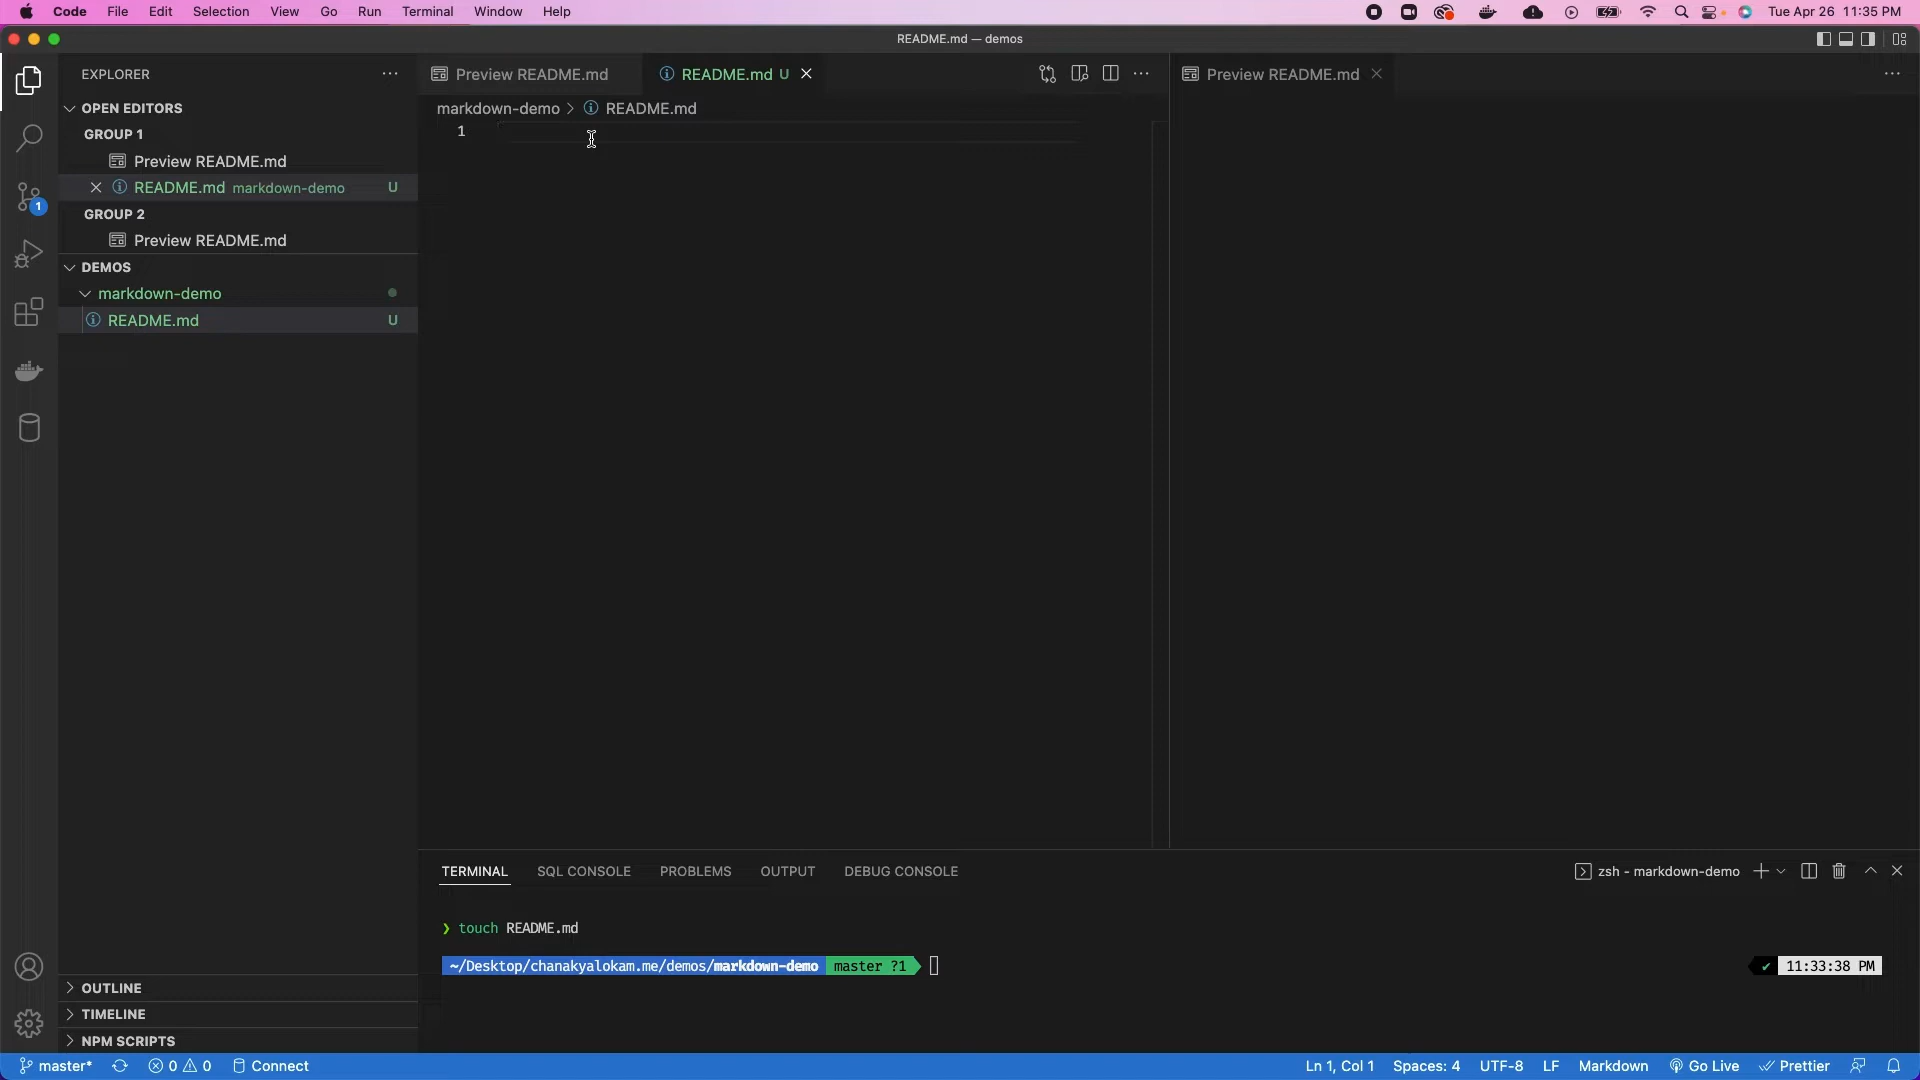 Code File Edit Selection View Go Run Terminal Window Help Tue Apr 26 11:35 PM
README.md — demos
EXPLORER
OPEN EDITORS
GROUP 1
Preview README.md
README.md markdown-demo U
GROUP 2
Preview README.md
DEMOS
markdown-demo
README.md U
OUTLINE
TIMELINE
NPM SCRIPTS
1
Preview README.md README.md U
markdown-demo > README.md
1
Preview README.md
TERMINAL SQL CONSOLE PROBLEMS OUTPUT DEBUG CONSOLE zsh - markdown-demo
❯ touch README.md
~/Desktop/chanakyalokam.me/demos/markdown-demo master ?1 ✔ 11:33:38 PM
master* 0 0 Connect Ln 1, Col 1 Spaces: 4 UTF-8 LF Markdown Go Live Prettier